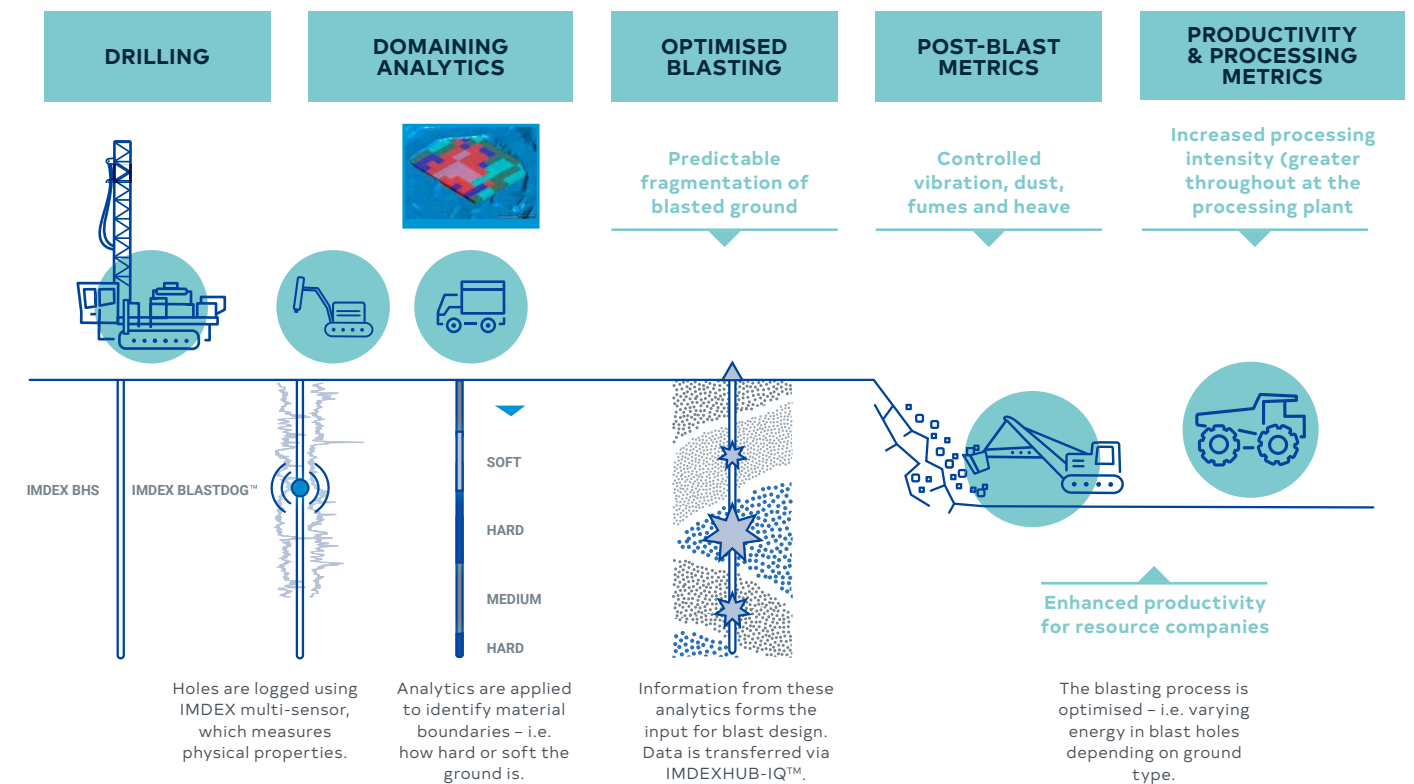 DRILLING
DOMAINING
ANALYTICS
OPTIMISED
BLASTING
POST-BLAST
METRICS
PRODUCTIVITY
& PROCESSING
METRICS
Predictable
fragmentation of
blasted ground
Controlled
vibration, dust,
fumes and heave
Increased processing
intensity (greater
throughout at the
processing plant
IMDEX BHS
IMDEX BLASTDOG™
SOFT
HARD
MEDIUM
HARD
Enhanced productivity
for resource companies
Holes are logged using
IMDEX multi-sensor,
which measures
physical properties.
Analytics are applied
to identify material
boundaries – i.e.
how hard or soft the
ground is.
Information from these
analytics forms the
input for blast design.
Data is transferred via
IMDEXHUB-IQ™.
The blasting process is
optimised – i.e. varying
energy in blast holes
depending on ground
type.